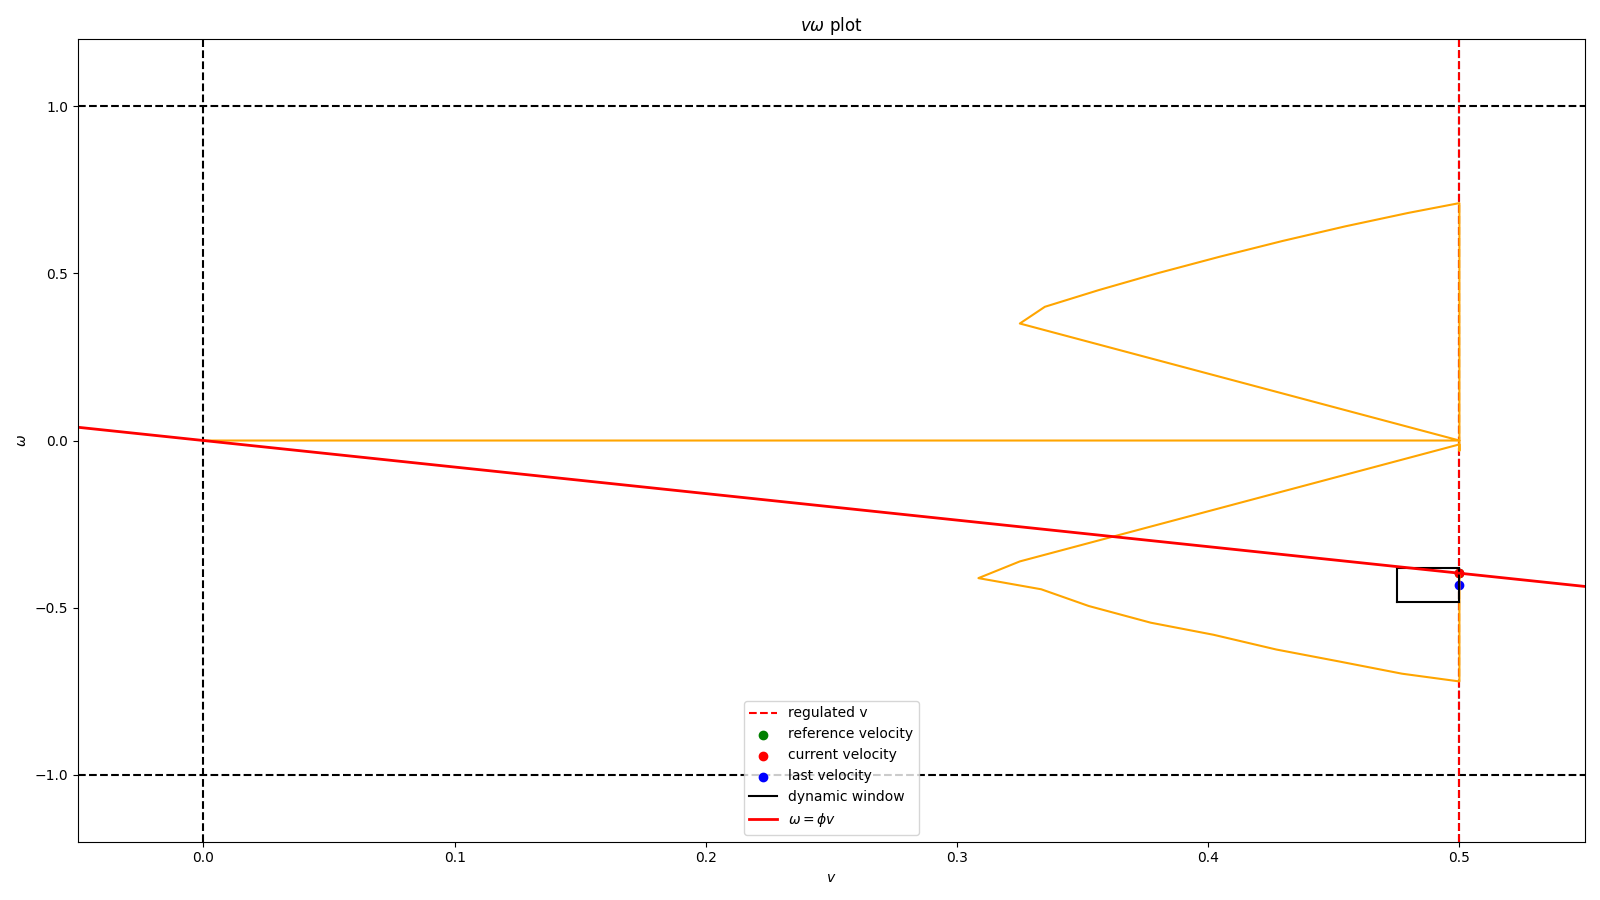 vω plot
1.0
0.5
0.0
−0.5
−1.0
ω
regulated v
reference velocity
current velocity
last velocity
dynamic window
ω = ϕv
0.0 0.1 0.2 0.3 0.4 0.5
v